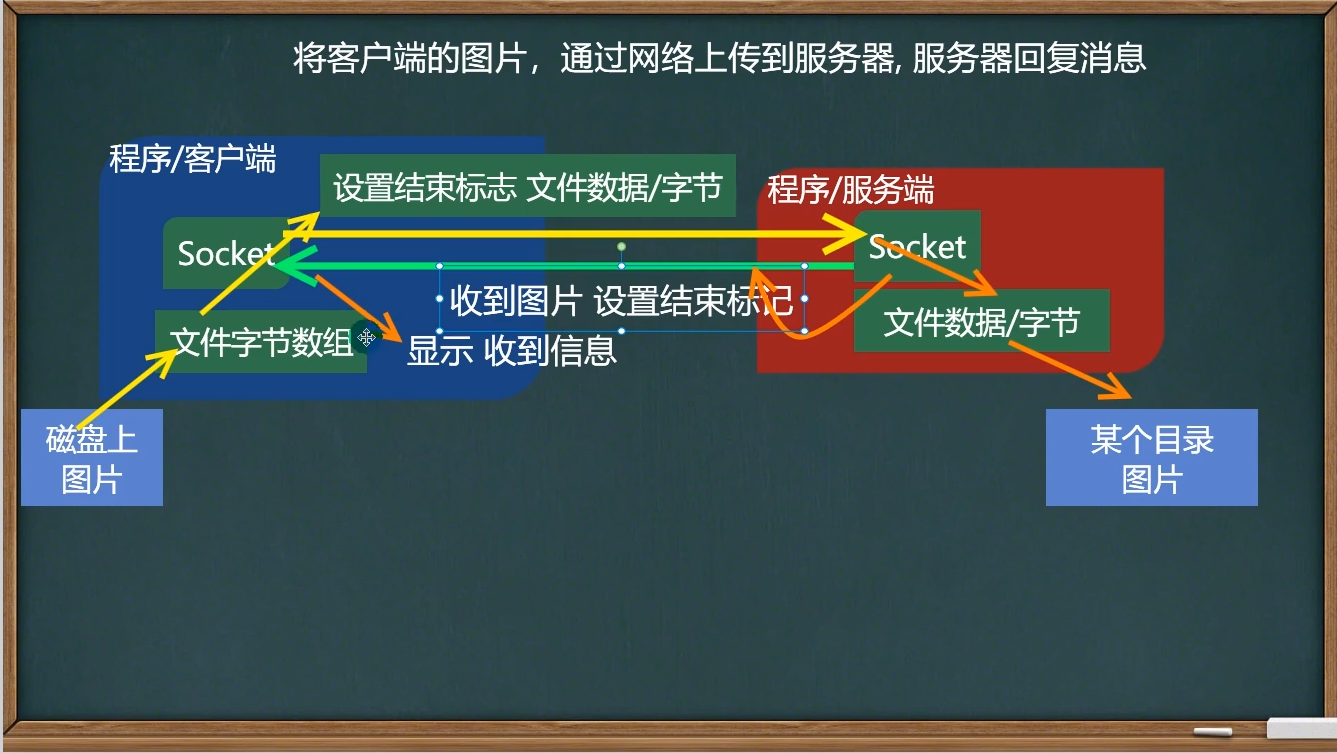 将客户端的图片，通过网络上传到服务器, 服务器回复消息
程序/客户端
设置结束标志 文件数据/字节
程序/服务端
Socket
Socket
收到图片 设置结束标记
文件数据/字节
文件字节数组
显示 收到信息
磁盘上
图片
某个目录
图片